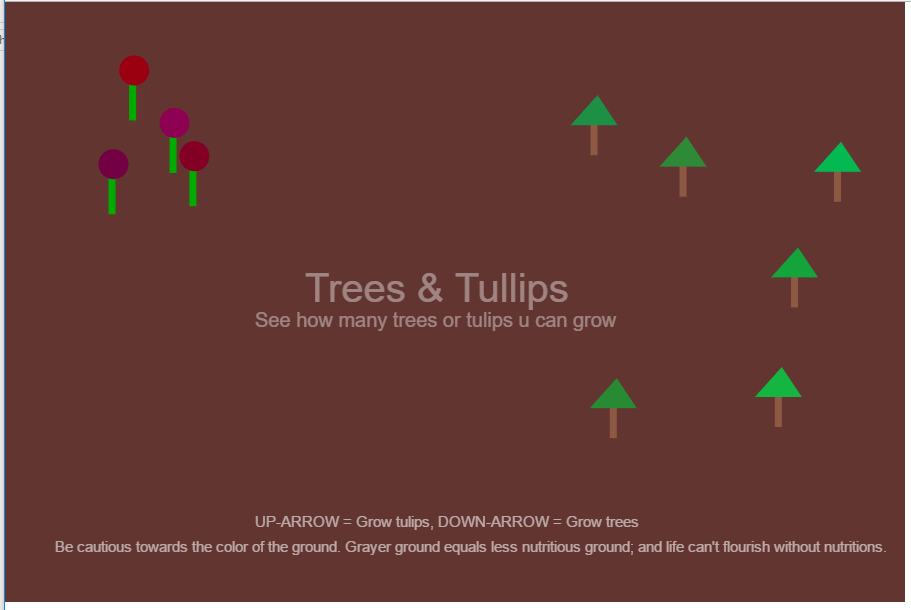 Trees & Tullips
See how many trees or tulips u can grow
UP-ARROW = Grow tulips, DOWN-ARROW = Grow trees
Be cautious towards the color of the ground. Grayer ground equals less nutritious ground; and life can't flourish without nutritions.